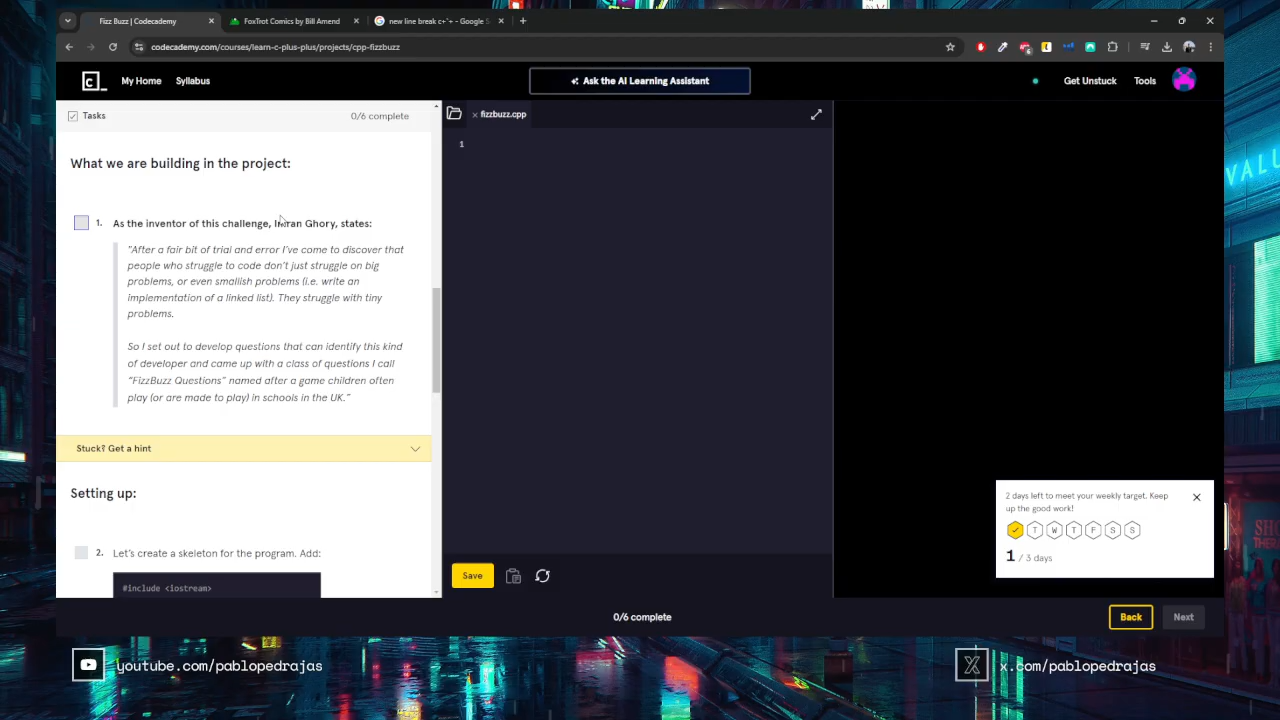 Fizz Buzz | Codecademy
FoxTrot Comics by Bill Amend
new line break c+`+ - Google S
codecademy.com/courses/learn-c-plus-plus/projects/cpp-fizzbuzz
C_
My Home
Syllabus
Ask the AI Learning Assistant
Get Unstuck
Tools
Tasks
0/6 complete
fizzbuzz.cpp
1
What we are building in the project:
1. As the inventor of this challenge, Imran Ghory, states:
"After a fair bit of trial and error I've come to discover that
people who struggle to code don't just struggle on big
problems, or even smallish problems (i.e. write an
implementation of a linked list). They struggle with tiny
problems.
So I set out to develop questions that can identify this kind
of developer and came up with a class of questions I call
"FizzBuzz Questions" named after a game children often
play (or are made to play) in schools in the UK."
Stuck? Get a hint
Setting up:
2. Let's create a skeleton for the program. Add:
#include <iostream>
Save
2 days left to meet your weekly target. Keep
up the good work!
T W T F S S
1 / 3 days
0/6 complete
Back
Next
youtube.com/pablopedrajas
x.com/pablopedrajas
VALU